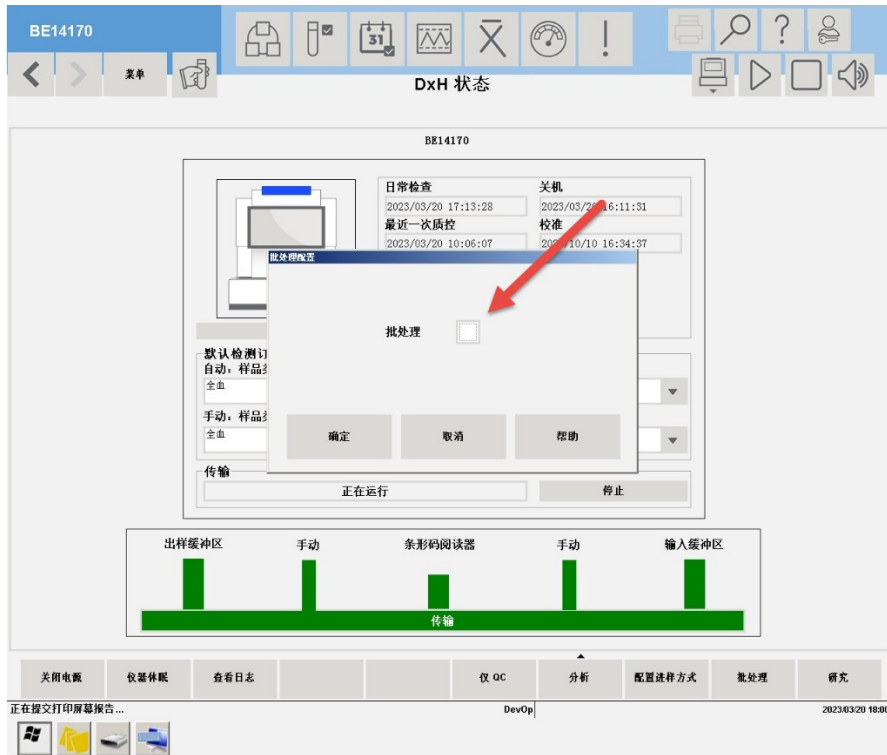 BE14170
31
?
!
菜单
DxH 状态
BE14170
日常检查
关机
2023/03/20 17:13:28
最近一次质控
校准
2023/03/20 10:06:07
批处理配置
批处理
默认检测订
自动: 样品类
全血
手动: 样品类
全血
确定
取消
帮助
传输
正在运行
停止
出样缓冲区
手动
条形码阅读器
手动
输入缓冲区
传输
关闭电源
仪器休眠
查看日志
仅 QC
分析
配置进样方式
批处理
研究
正在提交打印屏幕报告...
DevOp
2023/03/20 18:00